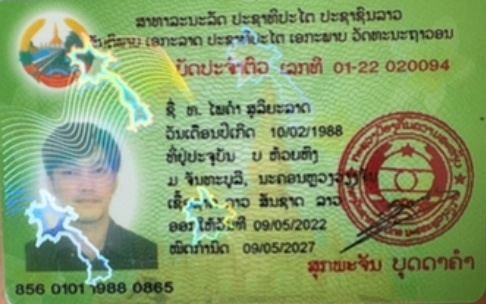 ສາທາລະນະລັດ ປະຊາທິປະໄຕ ປະຊາຊົນລາວ
ສັນຕິພາບ ເອກະລາດ ປະຊາທິປະໄຕ ເອກະພາບ ວັດທະນະຖາວອນ
ບັດປະຈຳຕົວ ເລກທີ 01-22 020094
ຊື່ ທ. ໄພຄຳ ສຸລິຍະລາດ
ວັນເດືອນປີເກີດ 10/02/1988
ທີ່ຢູ່ປະຈຸບັນ ບ ຫ້ວຍຫົງ
ມ ຈັນທະບູລີ, ນະຄອນຫຼວງວຽງຈັນ
ເຊື້ອຊາດ ລາວ ສັນຊາດ ລາວ
ອອກໃຫ້ວັນທີ 09/05/2022
ໝົດກຳນົດ 09/05/2027
ສຸກພະຈັນ ບຸດດາຄຳ
856 0101 1988 0865